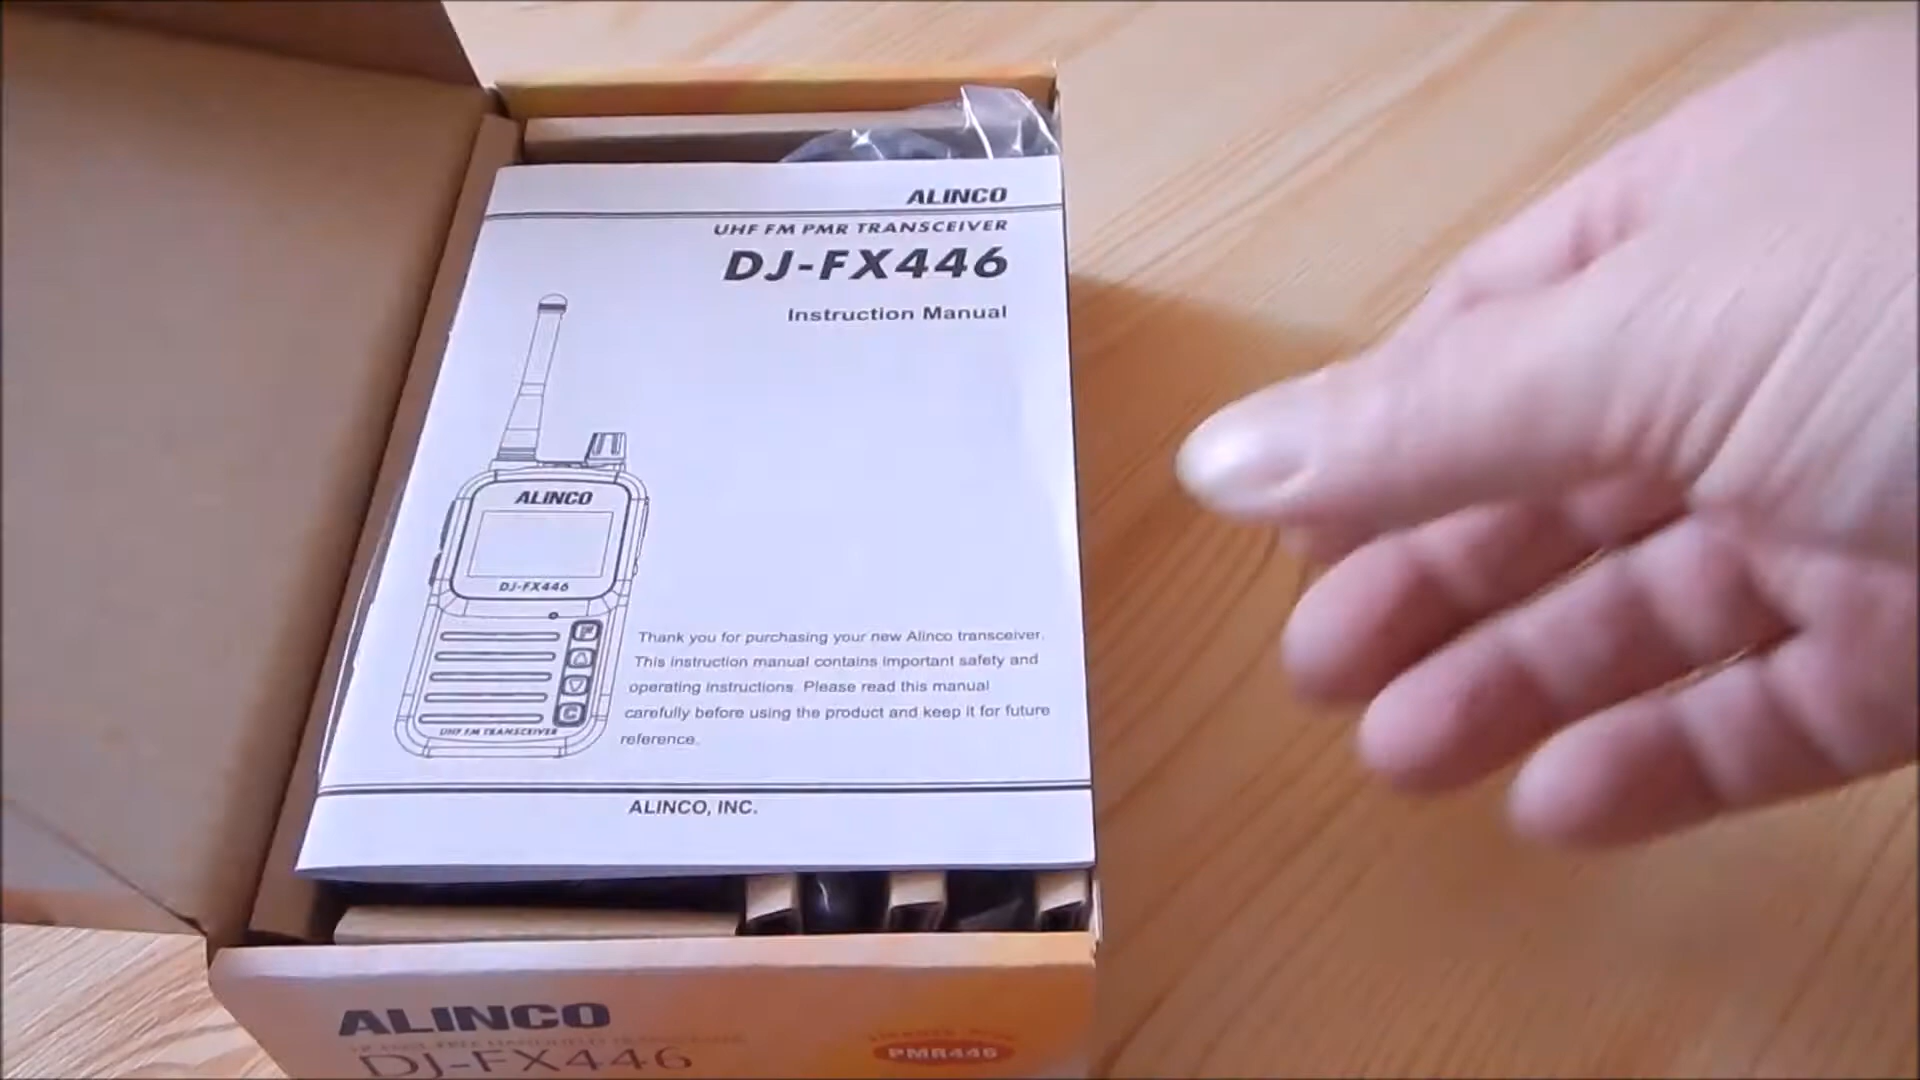 ALINCO
UHF FM PMR TRANSCEIVER
DJ-FX446
Instruction Manual
ALINCO
DJ-FX446
F
C
UHF FM TRANSCEIVER
Thank you for purchasing your new Alinco transceiver.
This instruction manual contains important safety and
operating instructions. Please read this manual
carefully before using the product and keep it for future
reference.
ALINCO, INC.
ALINCO
DJ-FX446
PMR446